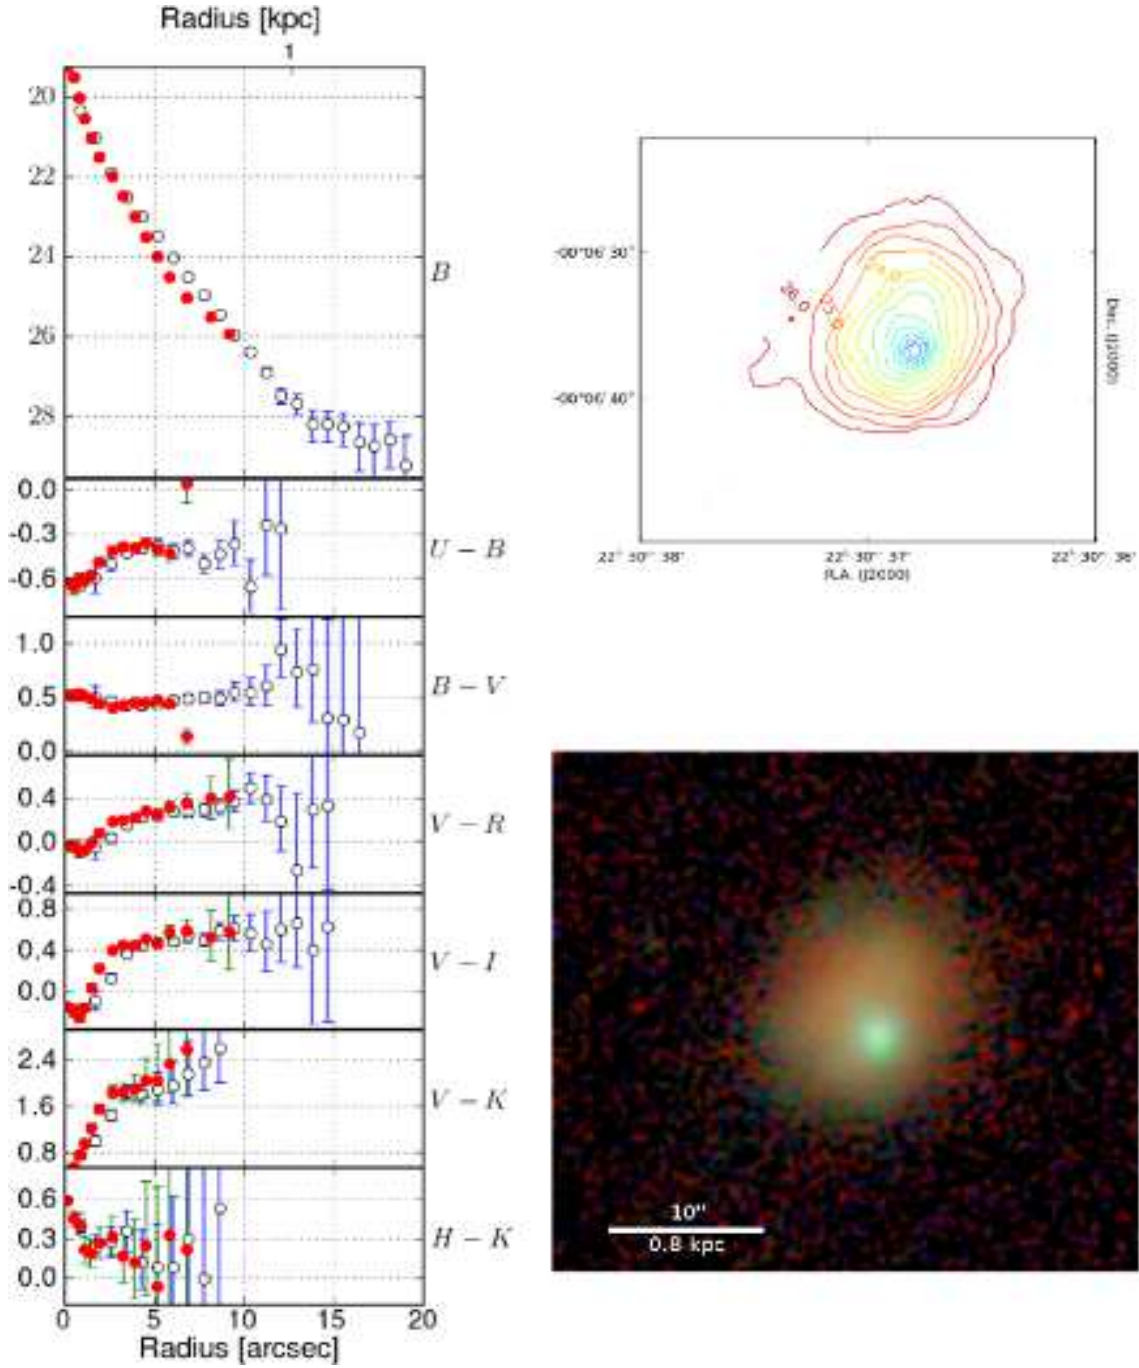 Radius [kpc]
1
20
22
24
26
28
B
0.0
-0.3
-0.6
U − B
1.0
0.5
0.0
B − V
0.4
0.0
-0.4
V − R
0.8
0.4
0.0
V − I
2.4
1.6
0.8
V − K
0.6
0.3
0.0
H − K
0 5 10 15 20
Radius [arcsec]
-00°06' 30"
-00°06' 40"
Dec. (J2000)
22h 30m 38s 22h 30m 37s 22h 30m 36s
R.A. (J2000)
10"
0.8 kpc